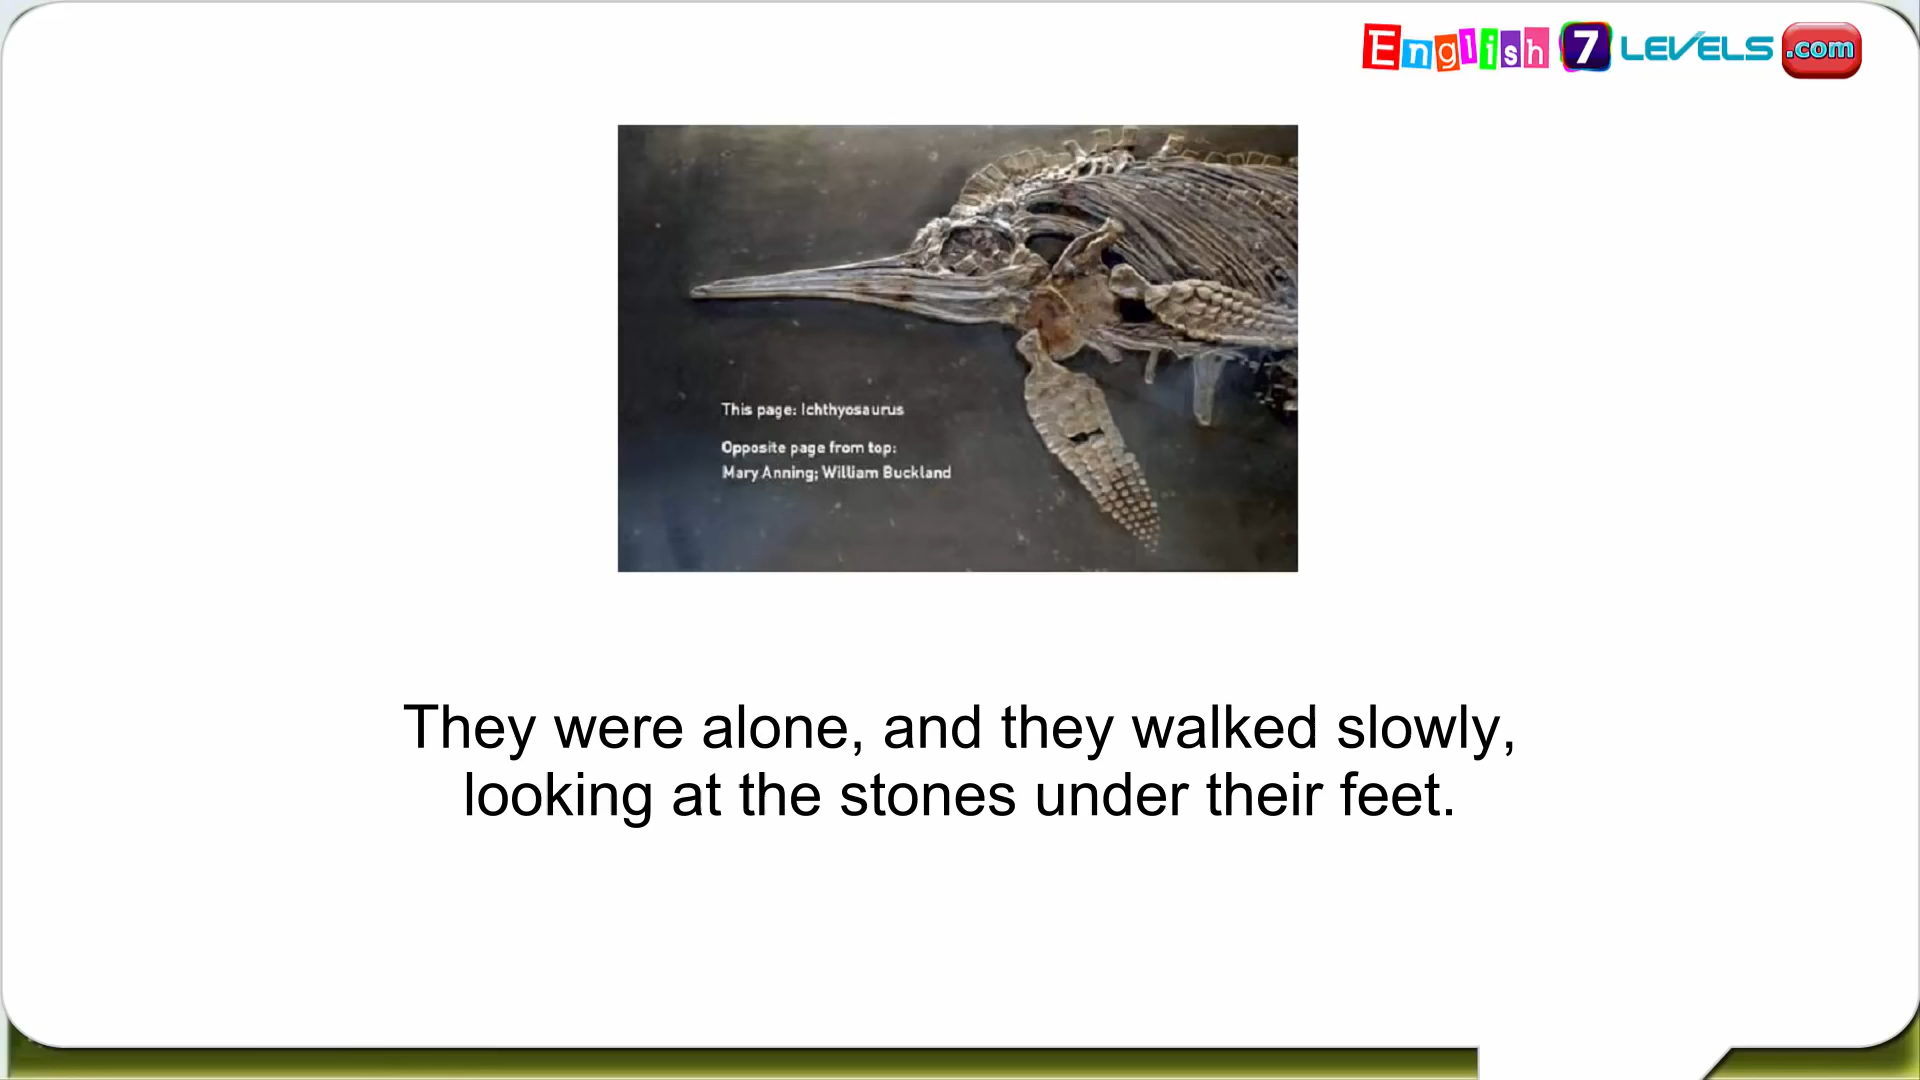 English 7 LEVELS .com
This page: Ichthyosaurus
Opposite page from top:
Mary Anning; William Buckland
They were alone, and they walked slowly,
looking at the stones under their feet.